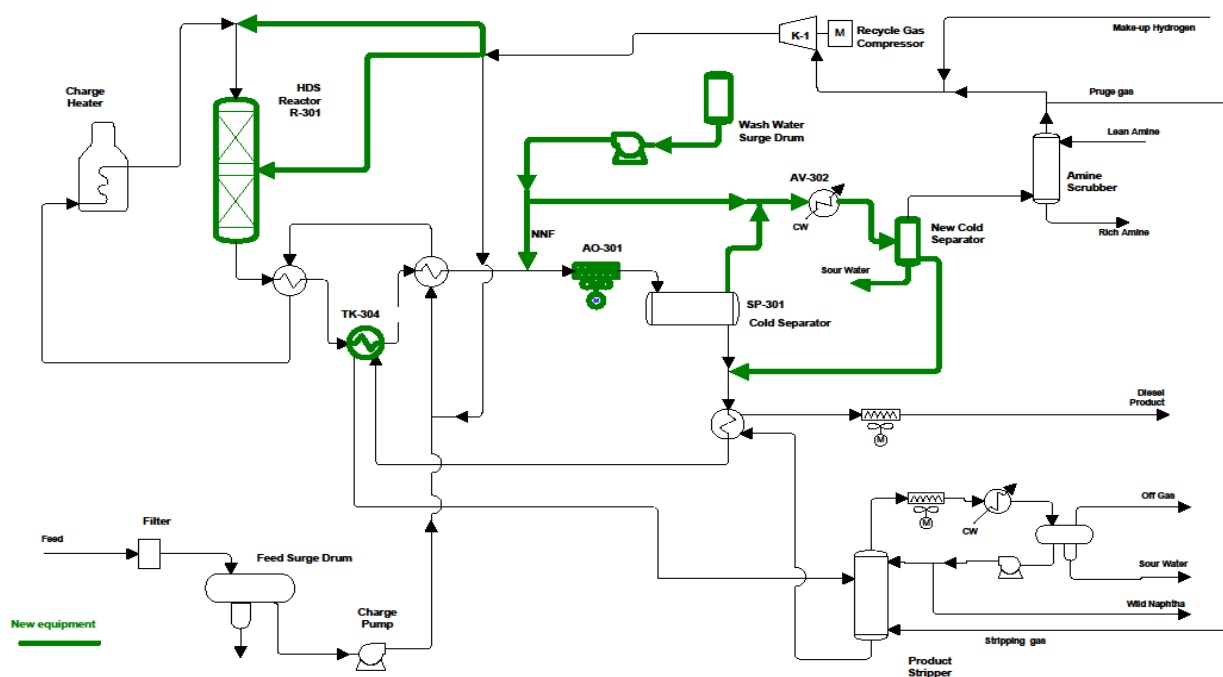 Make-up Hydrogen
K-1
M
Recycle Gas
Compressor
HDS
Reactor
R-301
Charge
Heater
Pruge gas
Wash Water
Surge Drum
Lean Amine
AV-302
Amine
Scrubber
CW
New Cold
Separator
Rich Amine
NNF
AO-301
Sour Water
M
SP-301
Cold Separator
TK-304
Diesel
Product
M
Off Gas
M
CW
Filter
Feed
Feed Surge Drum
Sour Water
Wild Naphtha
Charge
Pump
New equipment
Stripping gas
Product
Stripper